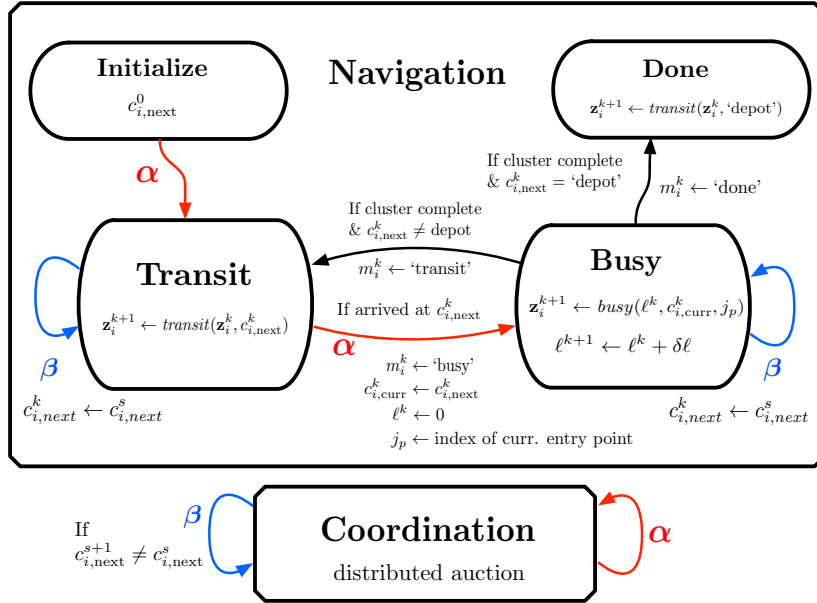 Initialize
c^0_{i,next}
Navigation
Done
z_i^{k+1} ← transit(z_i^k, ‘depot’)
α
If cluster complete
& c^k_{i,next} = ‘depot’
m_i^k ← ‘done’
If cluster complete
& c^k_{i,next} ≠ depot
m_i^k ← ‘transit’
Transit
z_i^{k+1} ← transit(z_i^k, c^k_{i,next})
Busy
z_i^{k+1} ← busy(ℓ^k, c^k_{i,curr}, j_p)
ℓ^{k+1} ← ℓ^k + δℓ
If arrived at c^k_{i,next}
α
m_i^k ← ‘busy’
c^k_{i,curr} ← c^k_{i,next}
ℓ^k ← 0
j_p ← index of curr. entry point
β
c^k_{i,next} ← c^s_{i,next}
β
c^k_{i,next} ← c^s_{i,next}
If
c^{s+1}_{i,next} ≠ c^s_{i,next}
β
Coordination
distributed auction
α